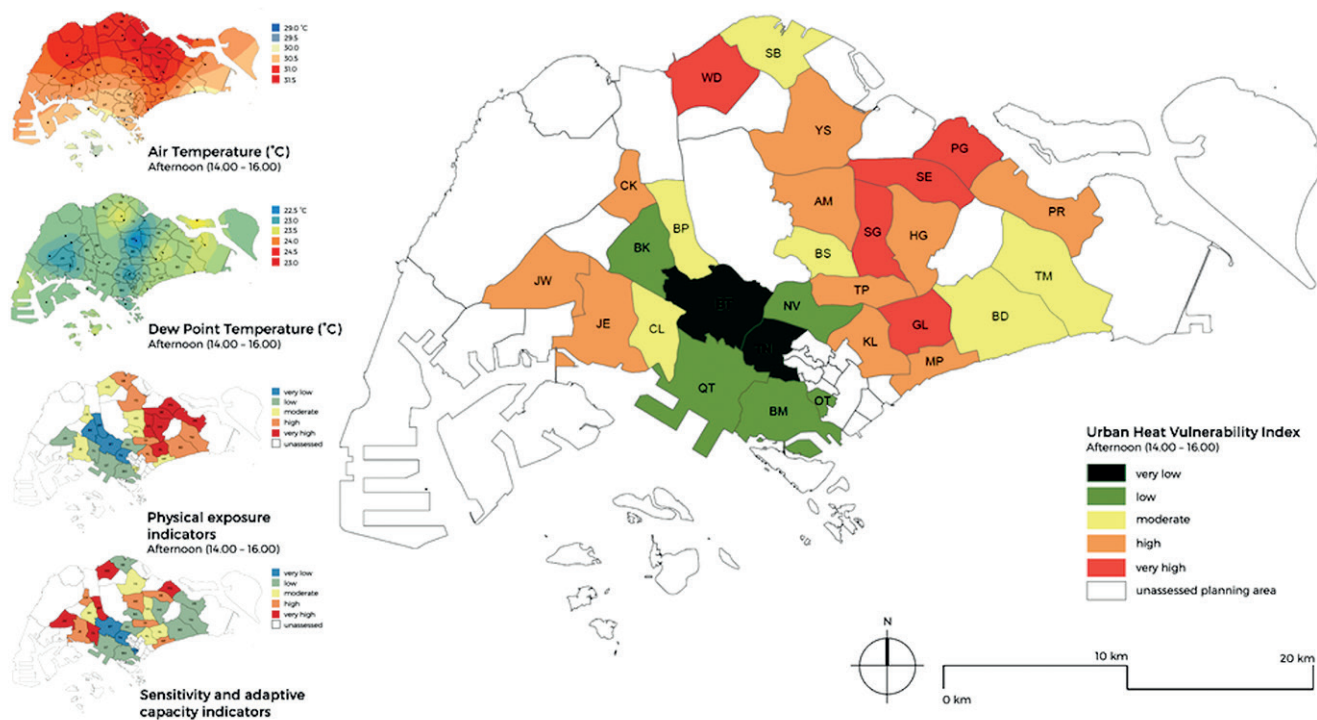 29.0 °C
29.5
30.0
30.5
31.0
31.5
Air Temperature (°C)
Afternoon (14.00 – 16.00)
22.5 °C
23.0
23.5
24.0
24.5
23.0
Dew Point Temperature (°C)
Afternoon (14.00 – 16.00)
very low
low
moderate
high
very high
unassessed
Physical exposure
indicators
Afternoon (14.00 – 16.00)
very low
low
moderate
high
very high
unassessed
Sensitivity and adaptive
capacity indicators
SB
WD
YS
PG
SE
CK
AM
PR
BP
SG
HG
BK
BS
TM
JW
TP
NV
BD
JE
CL
GL
KL
MP
QT
OT
BM
Urban Heat Vulnerability Index
Afternoon (14.00 – 16.00)
very low
low
moderate
high
very high
unassessed planning area
N
10 km
20 km
0 km